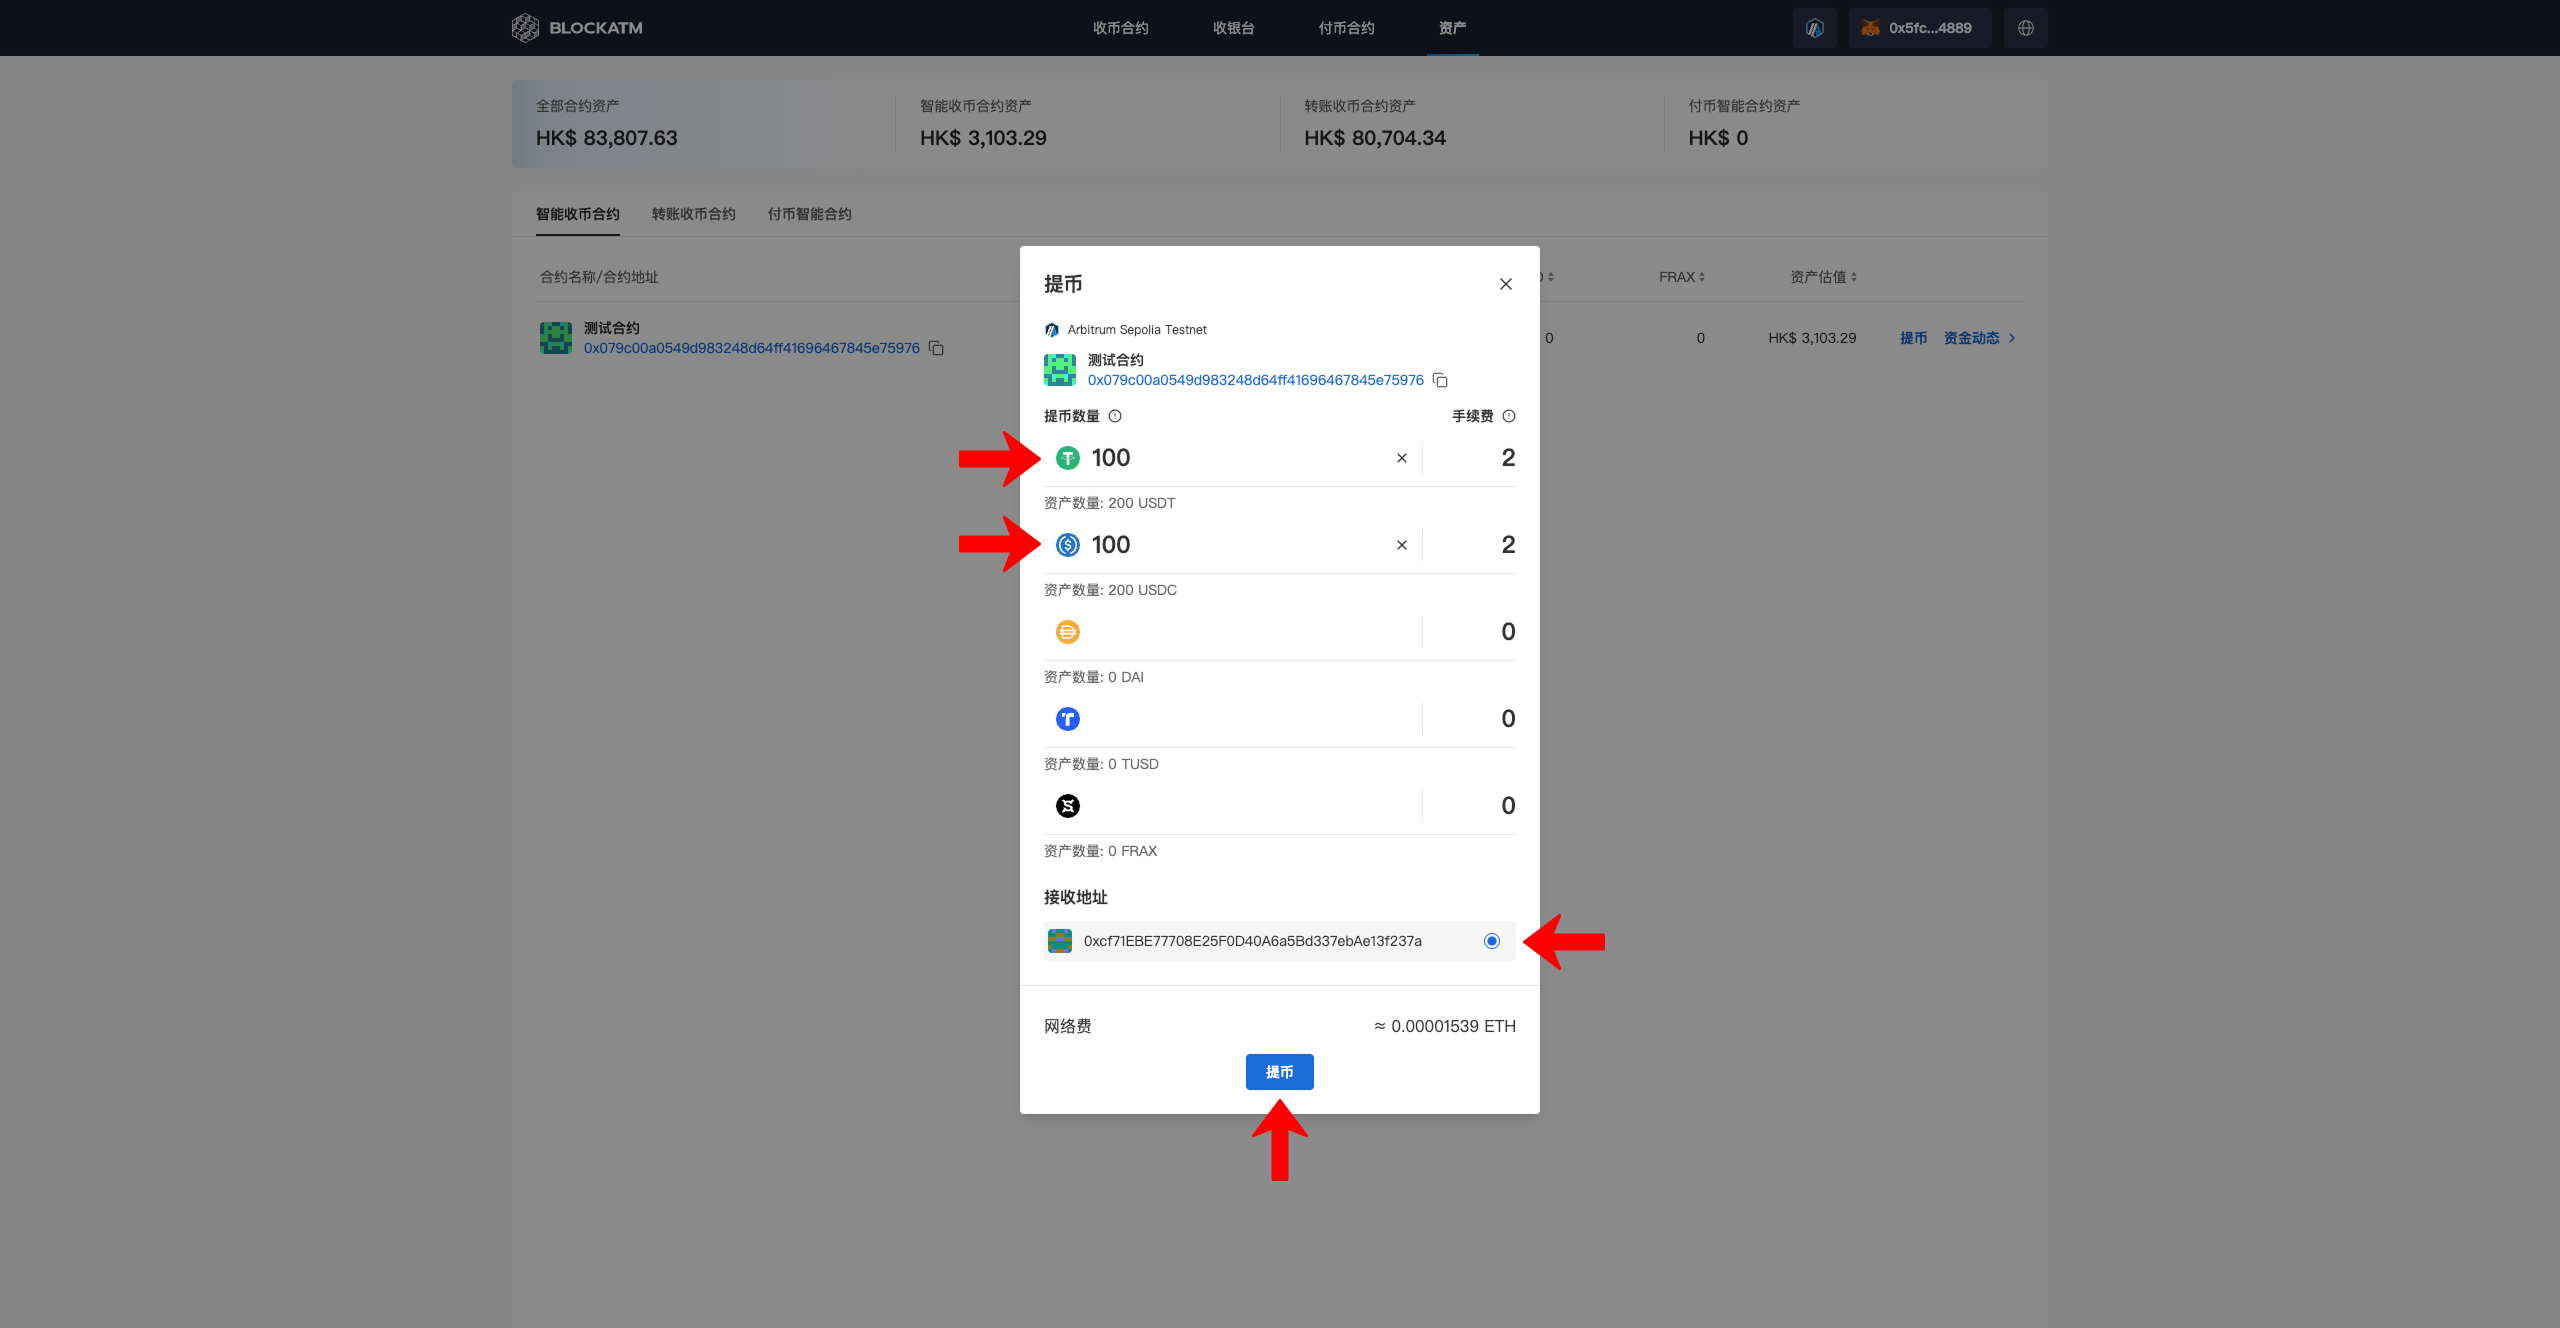 BLOCKATM
收币合约 收银台 付币合约 资产
0x5fc...4889
全部合约资产 智能收币合约资产 转账收币合约资产 付币智能合约资产
HK$ 83,807.63 HK$ 3,103.29 HK$ 80,704.34 HK$ 0
智能收币合约 转账收币合约 付币智能合约
合约名称/合约地址 FRAX 资产估值
测试合约
0x079c00a0549d983248d64ff41696467845e75976
0 0 HK$ 3,103.29 提币 资金动态
提币
Arbitrum Sepolia Testnet
测试合约
0x079c00a0549d983248d64ff41696467845e75976
提币数量 手续费
100 2
资产数量: 200 USDT
100 2
资产数量: 200 USDC
0
资产数量: 0 DAI
0
资产数量: 0 TUSD
0
资产数量: 0 FRAX
接收地址
0xcf71EBE77708E25F0D40A6a5Bd337ebAe13f237a
网络费 ≈ 0.00001539 ETH
提币